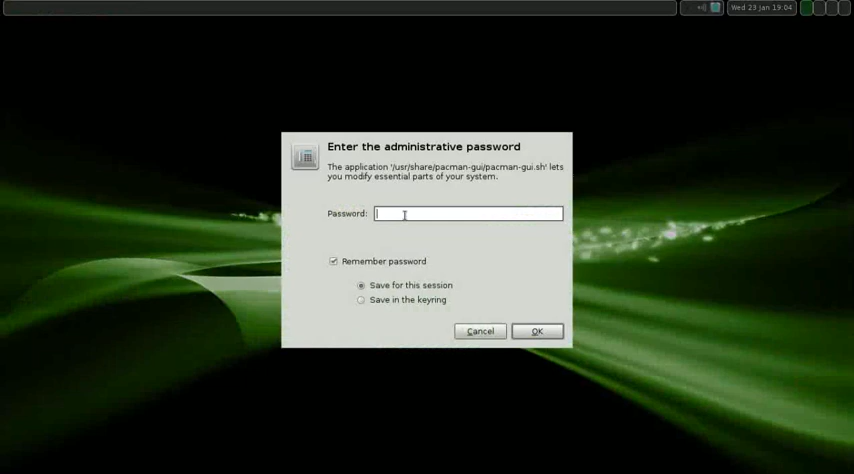 Wed 23 Jan 19:04
Enter the administrative password
The application '/usr/share/pacman-gui/pacman-gui.sh' lets
you modify essential parts of your system.
Password:
Remember password
Save for this session
Save in the keyring
Cancel OK